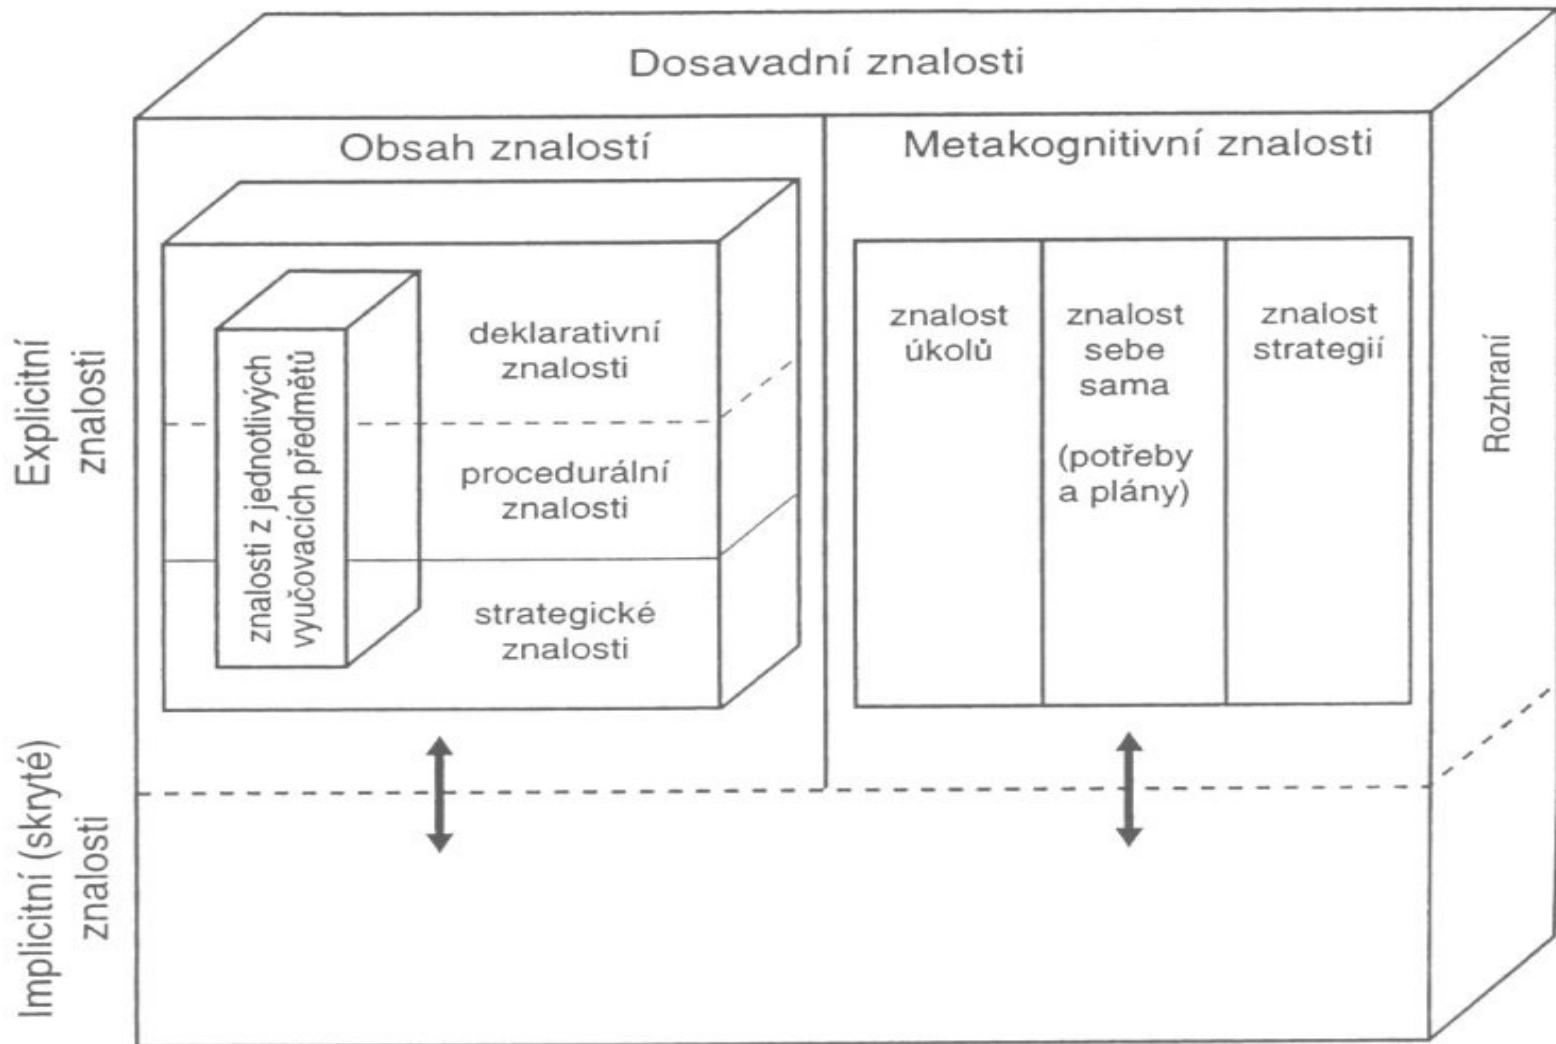 Dosavadní znalosti
Obsah znalostí
Metakognitivní znalosti
Explicitní
znalosti
znalosti z jednotlivých
vyučovacích předmětů
deklarativní
znalosti
procedurální
znalosti
strategické
znalosti
znalost
úkolů
znalost
sebe
sama
(potřeby
a plány)
znalost
strategií
Rozhraní
Implicitní (skryté)
znalosti